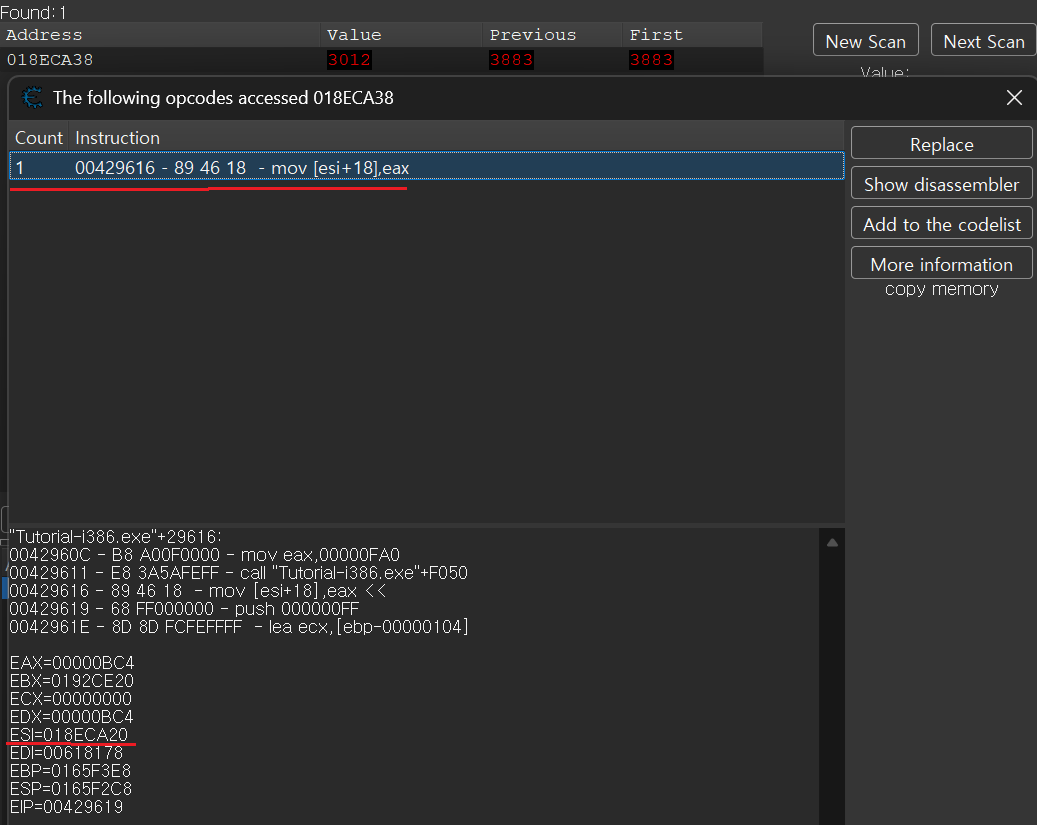 Found: 1
Address Value Previous First
018ECA38 3012 3883 3883
New Scan Next Scan
Value:
The following opcodes accessed 018ECA38
Count Instruction
1 00429616 - 89 46 18 - mov [esi+18],eax
Replace
Show disassembler
Add to the codelist
More information
copy memory
"Tutorial-i386.exe"+29616:
0042960C - B8 A00F0000 - mov eax,00000FA0
00429611 - E8 3A5AFEFF - call "Tutorial-i386.exe"+F050
00429616 - 89 46 18 - mov [esi+18],eax <<
00429619 - 68 FF000000 - push 000000FF
0042961E - 8D 8D FCFEFFFF - lea ecx,[ebp-00000104]
EAX=00000BC4
EBX=0192CE20
ECX=00000000
EDX=00000BC4
ESI=018ECA20
EDI=00618178
EBP=0165F3E8
ESP=0165F2C8
EIP=00429619